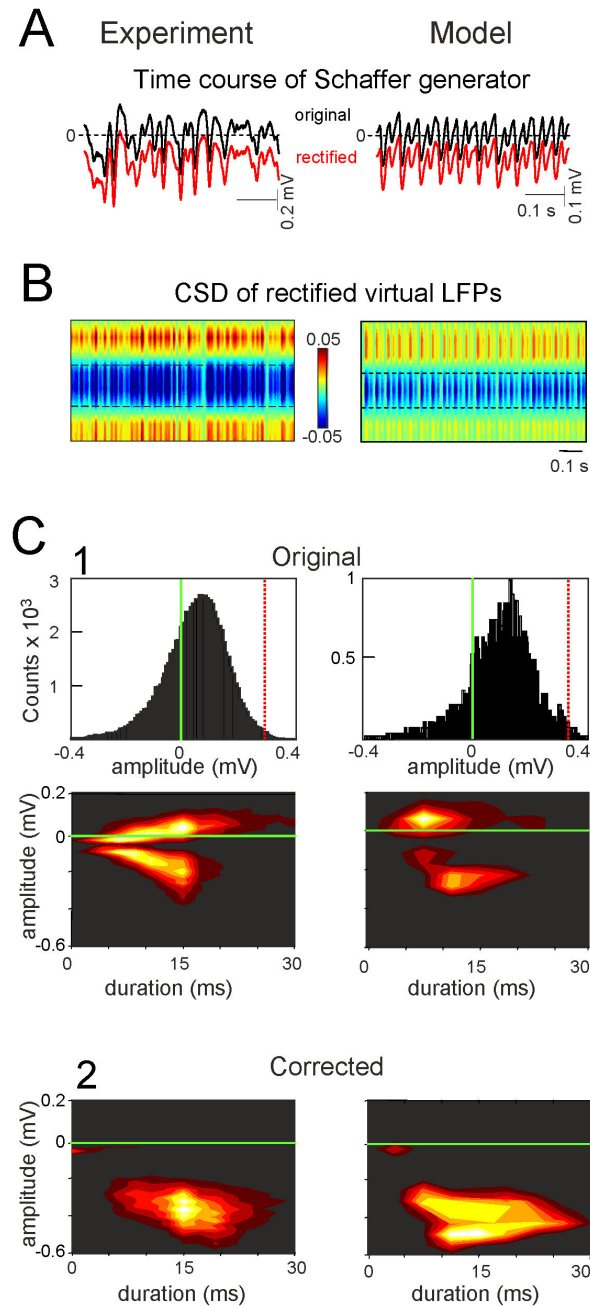 A
Experiment
Model
Time course of Schaffer generator
original
rectified
0
0
0.2 mV
0.1 s
0.1 mV
B
CSD of rectified virtual LFPs
0.05
-0.05
0.1 s
C
1
Original
Counts x 10³
3
2
1
-0.4
0
0.4
amplitude (mV)
1
0.5
-0.4
0
0.4
amplitude (mV)
amplitude (mV)
0.2
0
-0.6
0
15
30
duration (ms)
0
15
30
duration (ms)
2
Corrected
amplitude (mV)
0.2
0
-0.6
0
15
30
duration (ms)
0
15
30
duration (ms)